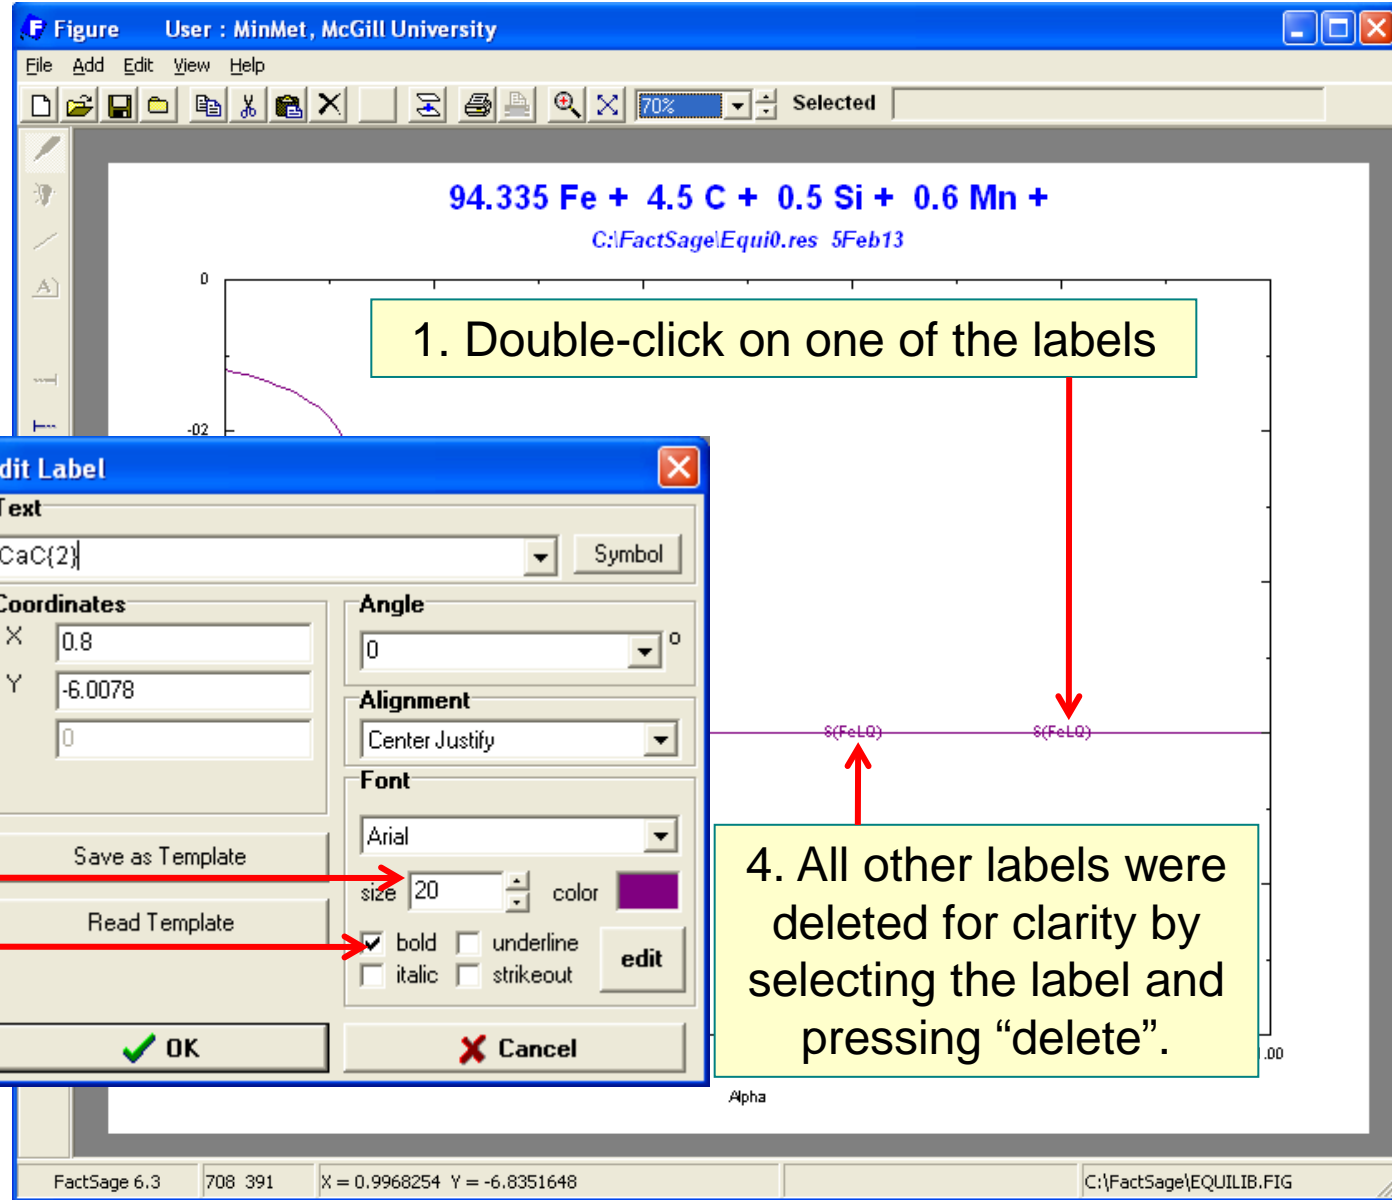 Figure User : MinMet, McGill University
File Add Edit View Help
70% Selected
94.335 Fe + 4.5 C + 0.5 Si + 0.6 Mn +
C:\FactSage\Equi0.res 5Feb13
0
1. Double-click on one of the labels
-02
dit Label
Text
CaC{2}
Symbol
Coordinates
X 0.8
Y -6.0078
0
Angle
0 °
Alignment
Center Justify
Font
Arial
size 20 color
bold underline
italic strikeout
edit
Save as Template
Read Template
OK
Cancel
S(FeLQ) S(FeLQ)
4. All other labels were
deleted for clarity by
selecting the label and
pressing “delete”.
.00
Alpha
FactSage 6.3 708 391 X = 0.9968254 Y = -6.8351648 C:\FactSage\EQUILIB.FIG